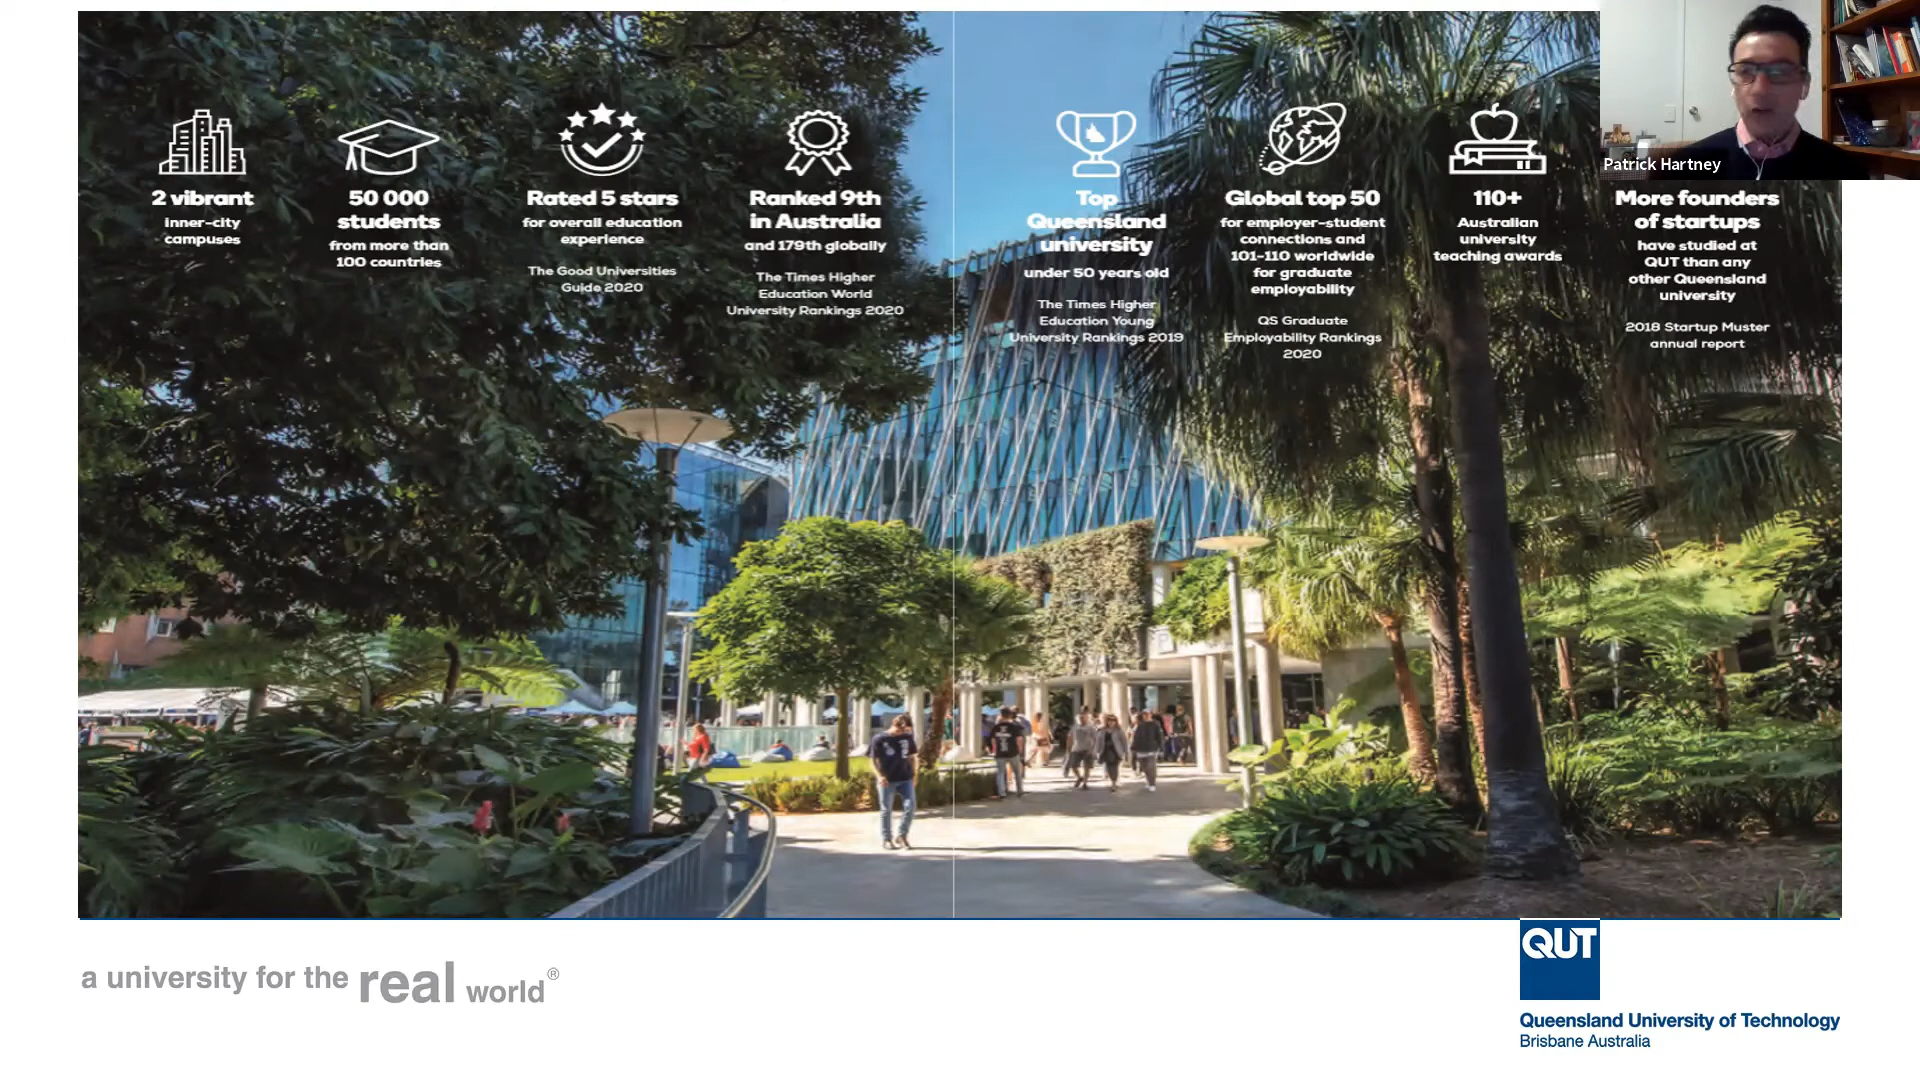 2 vibrant
inner-city
campuses
50 000
students
from more than
100 countries
Rated 5 stars
for overall education
experience
The Good Universities
Guide 2020
Ranked 9th
in Australia
and 179th globally
The Times Higher
Education World
University Rankings 2020
Top
Queensland
university
under 50 years old
The Times Higher
Education Young
University Rankings 2019
Global top 50
for employer-student
connections and
101-110 worldwide
for graduate
employability
QS Graduate
Employability Rankings
2020
110+
Australian
university
teaching awards
Patrick Hartney
More founders
of startups
have studied at
QUT than any
other Queensland
university
2018 Startup Muster
annual report
a university for the real world®
QUT
Queensland University of Technology
Brisbane Australia